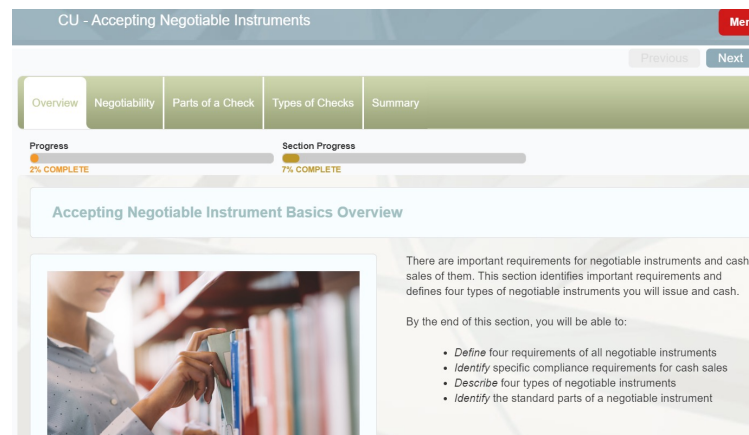 CU - Accepting Negotiable Instruments
Previous
Next
Overview
Negotiability
Parts of a Check
Types of Checks
Summary
Progress
Section Progress
2% COMPLETE
7% COMPLETE
Accepting Negotiable Instrument Basics Overview
There are important requirements for negotiable instruments and cash
sales of them. This section identifies important requirements and
defines four types of negotiable instruments you will issue and cash.
By the end of this section, you will be able to:
• Define four requirements of all negotiable instruments
• Identify specific compliance requirements for cash sales
• Describe four types of negotiable instruments
• Identify the standard parts of a negotiable instrument